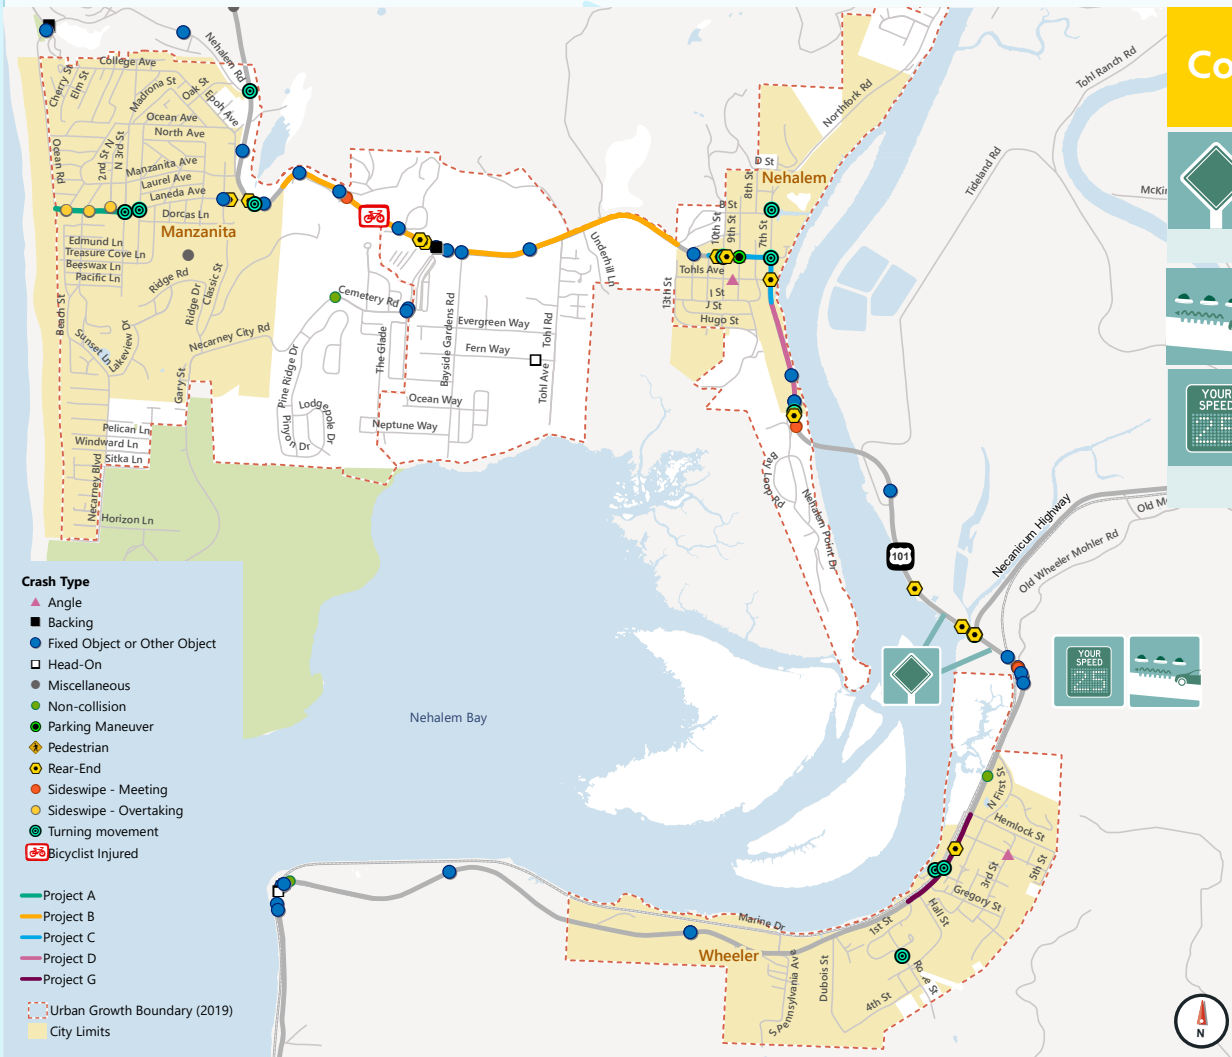 Co
College Ave
Cherry St
Elm St
Madrona St
Oak St
Epoh Ave
Nehalem Rd
Ocean Ave
North Ave
Ocean Rd
2nd St N
N 3rd St
Manzanita Ave
Laurel Ave
Laneda Ave
Dorcas Ln
Manzanita
Edmund Ln
Treasure Cove Ln
Beeswax Ln
Pacific Ln
Ridge Rd
Ridge Dr
Classic St
Beach St
Sunset Ln
Lakeview Dr
Necarney City Rd
Gary St
Pelican Ln
Windward Ln
Sitka Ln
Necarney Blvd
Horizon Ln
Cemetery Rd
The Glade
Pine Ridge Dr
Lodgepole Dr
Pinyon Dr
Bayside Gardens Rd
Evergreen Way
Fern Way
Ocean Way
Neptune Way
Tohl Rd
Tohl Ave
Underhill Ln
Northfork Rd
D St
Nehalem
8th St
B St
10th St
9th St
7th St
Tohls Ave
13th St
I St
J St
Hugo St
Tideland Rd
Tohl Ranch Rd
McKi
YOUR
SPEED
25
Bay Loop Rd
Nehalem Point Dr
101
Necanicum Highway
Old M
Old Wheeler Mohler Rd
YOUR
SPEED
25
Nehalem Bay
N First St
Hemlock St
3rd St
5th St
Gregory St
Hall St
1st St
Marine Dr
Wheeler
S Pennsylvania Ave
Dubois St
4th St
Crash Type
Angle
Backing
Fixed Object or Other Object
Head-On
Miscellaneous
Non-collision
Parking Maneuver
Pedestrian
Rear-End
Sideswipe - Meeting
Sideswipe - Overtaking
Turning movement
Bicyclist Injured
Project A
Project B
Project C
Project D
Project G
Urban Growth Boundary (2019)
City Limits
N